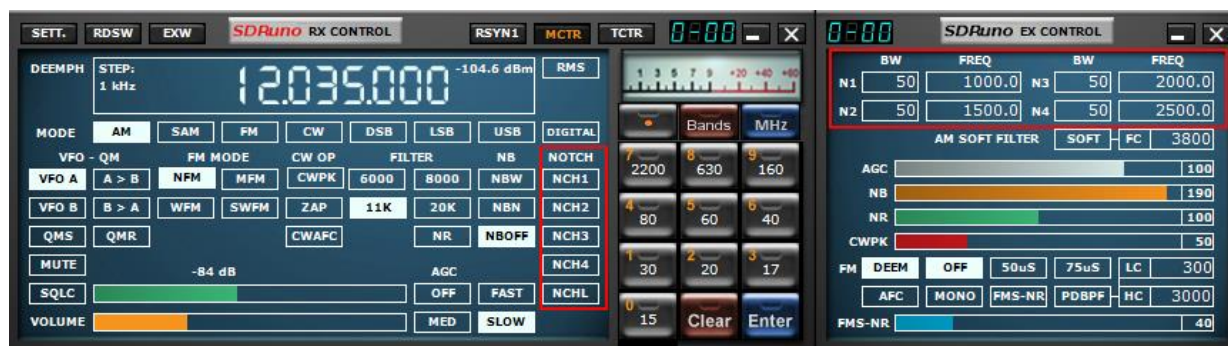 SETT. RDSW EXW SDRuno RX CONTROL RSYN1 MCTR TCTR 0-00
DEEMPH STEP: 1 kHz 12.035.000 -104.6 dBm RMS
1 3 5 7 9 +20 +40 +60
MODE AM SAM FM CW DSB LSB USB DIGITAL
Bands MHz
VFO - QM FM MODE CW OP FILTER NB NOTCH
VFO A A > B NFM MFM CWPK 6000 8000 NBW NCH1
7 2200 8 630 9 160
VFO B B > A WFM SWFM ZAP 11K 20K NBN NCH2
4 80 5 60 6 40
QMS QMR CWAFC NR NBOFF NCH3
MUTE -84 dB AGC NCH4
1 30 2 20 3 17
SQLC OFF FAST NCHL
VOLUME MED SLOW
0 15 Clear Enter
0-00 SDRuno EX CONTROL
BW FREQ BW FREQ
N1 50 1000.0 N3 50 2000.0
N2 50 1500.0 N4 50 2500.0
AM SOFT FILTER SOFT FC 3800
AGC 100
NB 190
NR 100
CWPK 50
FM DEEM OFF 50uS 75uS LC 300
AFC MONO FMS-NR PDBPF HC 3000
FMS-NR 40